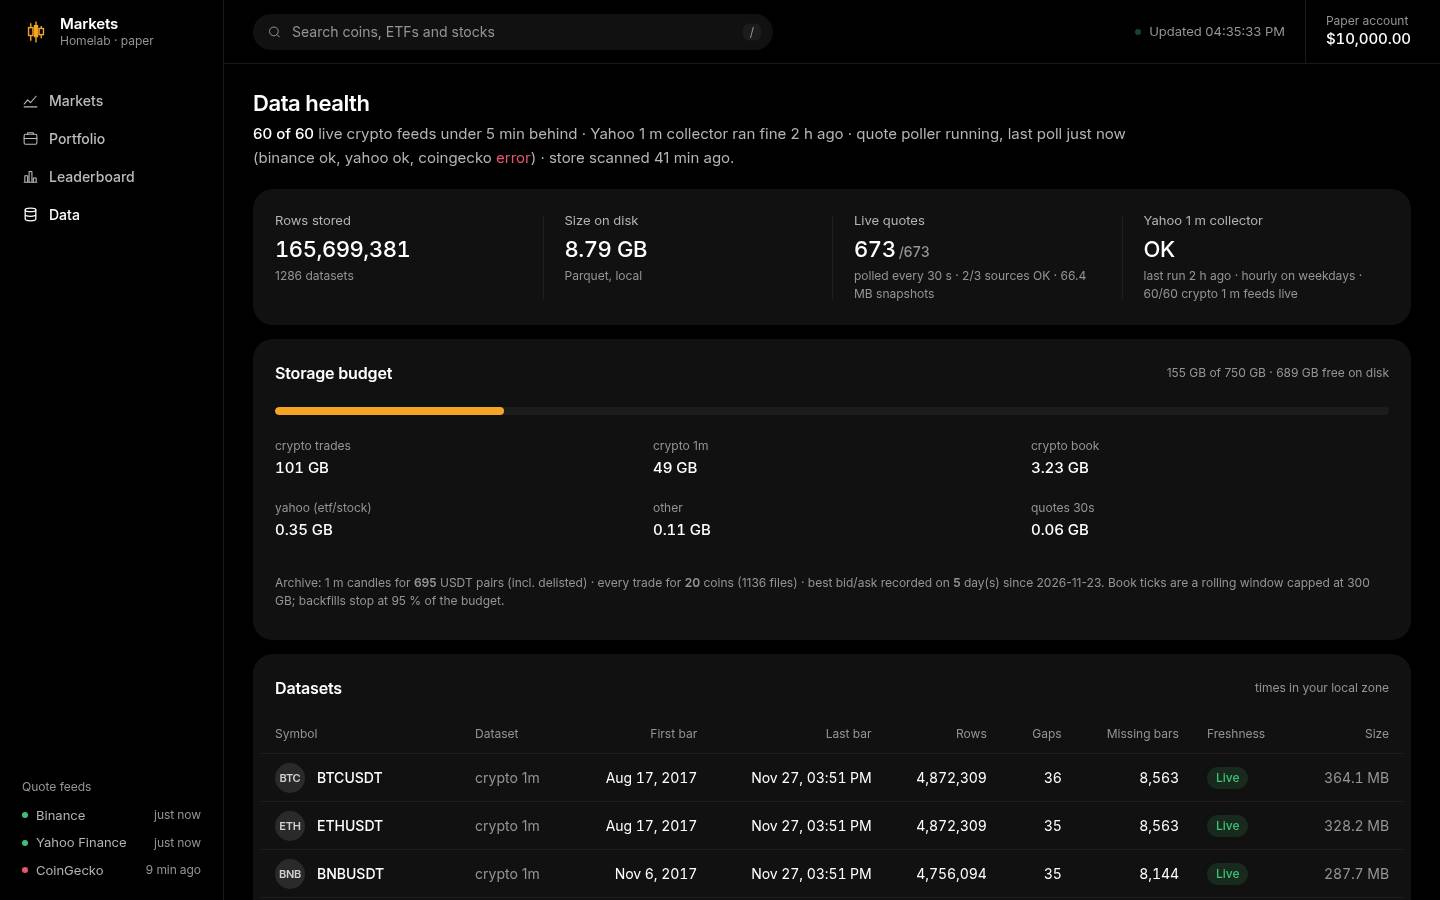 Markets
Homelab · paper
Search coins, ETFs and stocks
/
Updated 04:35:33 PM
Paper account
$10,000.00
Markets
Portfolio
Leaderboard
Data
Data health
60 of 60 live crypto feeds under 5 min behind · Yahoo 1 m collector ran fine 2 h ago · quote poller running, last poll just now
(binance ok, yahoo ok, coingecko error) · store scanned 41 min ago.
Rows stored
165,699,381
1286 datasets
Size on disk
8.79 GB
Parquet, local
Live quotes
673 /673
polled every 30 s · 2/3 sources OK · 66.4
MB snapshots
Yahoo 1 m collector
OK
last run 2 h ago · hourly on weekdays ·
60/60 crypto 1 m feeds live
Storage budget
155 GB of 750 GB · 689 GB free on disk
crypto trades
101 GB
crypto 1m
49 GB
crypto book
3.23 GB
yahoo (etf/stock)
0.35 GB
other
0.11 GB
quotes 30s
0.06 GB
Archive: 1 m candles for 695 USDT pairs (incl. delisted) · every trade for 20 coins (1136 files) · best bid/ask recorded on 5 day(s) since 2026-11-23. Book ticks are a rolling window capped at 300
GB; backfills stop at 95 % of the budget.
Datasets
times in your local zone
Symbol Dataset First bar Last bar Rows Gaps Missing bars Freshness Size
BTC BTCUSDT crypto 1m Aug 17, 2017 Nov 27, 03:51 PM 4,872,309 36 8,563 Live 364.1 MB
ETH ETHUSDT crypto 1m Aug 17, 2017 Nov 27, 03:51 PM 4,872,309 35 8,563 Live 328.2 MB
BNB BNBUSDT crypto 1m Nov 6, 2017 Nov 27, 03:51 PM 4,756,094 35 8,144 Live 287.7 MB
Quote feeds
Binance just now
Yahoo Finance just now
CoinGecko 9 min ago